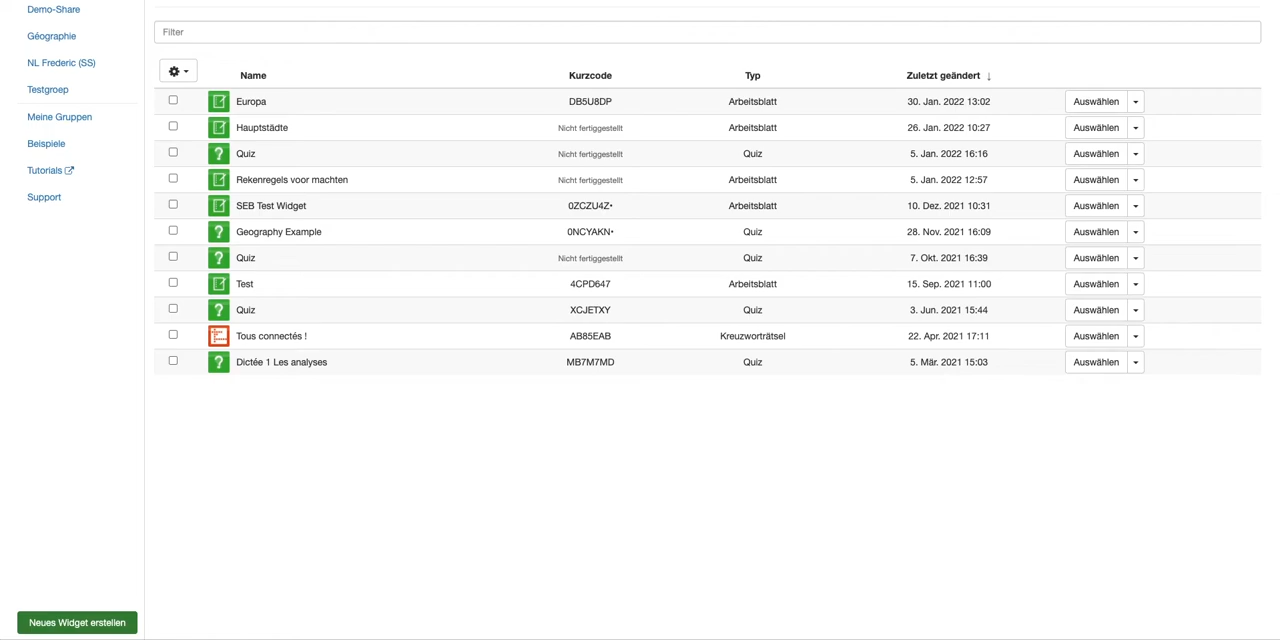 Demo-Share
Géographie
NL Frederic (SS)
Testgroep
Meine Gruppen
Beispiele
Tutorials
Support
Neues Widget erstellen
Filter
Name Kurzcode Typ Zuletzt geändert ↓
Europa DB5U8DP Arbeitsblatt 30. Jan. 2022 13:02 Auswählen
Hauptstädte Nicht fertiggestellt Arbeitsblatt 26. Jan. 2022 10:27 Auswählen
Quiz Nicht fertiggestellt Quiz 5. Jan. 2022 16:16 Auswählen
Rekenregels voor machten Nicht fertiggestellt Arbeitsblatt 5. Jan. 2022 12:57 Auswählen
SEB Test Widget 0ZCZU4Z• Arbeitsblatt 10. Dez. 2021 10:31 Auswählen
Geography Example 0NCYAKN• Quiz 28. Nov. 2021 16:09 Auswählen
Quiz Nicht fertiggestellt Quiz 7. Okt. 2021 16:39 Auswählen
Test 4CPD647 Arbeitsblatt 15. Sep. 2021 11:00 Auswählen
Quiz XCJETXY Quiz 3. Jun. 2021 15:44 Auswählen
Tous connectés ! AB85EAB Kreuzworträtsel 22. Apr. 2021 17:11 Auswählen
Dictée 1 Les analyses MB7M7MD Quiz 5. Mär. 2021 15:03 Auswählen